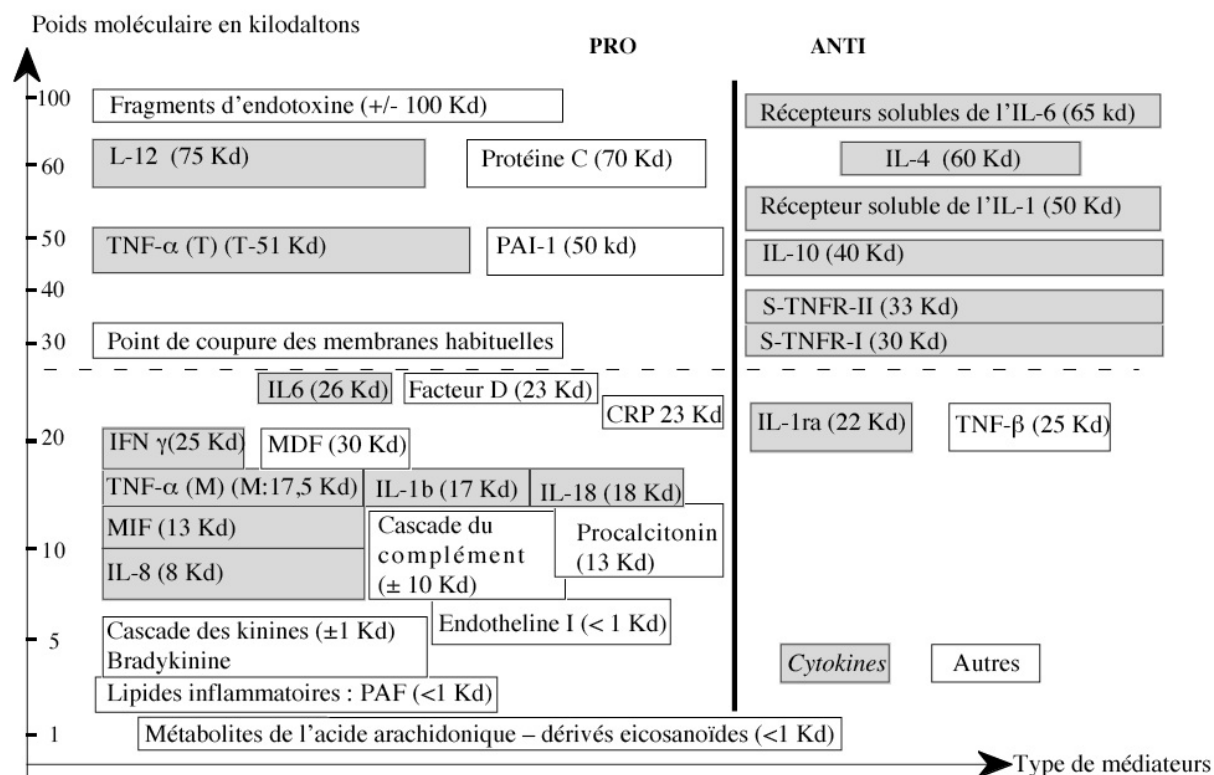 Poids moléculaire en kilodaltons
PRO
ANTI
100
Fragments d’endotoxine (+/- 100 Kd)
Récepteurs solubles de l’IL-6 (65 kd)
60
L-12 (75 Kd)
Protéine C (70 Kd)
IL-4 (60 Kd)
Récepteur soluble de l’IL-1 (50 Kd)
50
TNF-α (T) (T-51 Kd)
PAI-1 (50 kd)
IL-10 (40 Kd)
40
S-TNFR-II (33 Kd)
30
Point de coupure des membranes habituelles
S-TNFR-I (30 Kd)
IL6 (26 Kd)
Facteur D (23 Kd)
CRP 23 Kd
IL-1ra (22 Kd)
TNF-β (25 Kd)
20
IFN γ(25 Kd)
MDF (30 Kd)
TNF-α (M) (M:17,5 Kd)
IL-1b (17 Kd)
IL-18 (18 Kd)
MIF (13 Kd)
Cascade du
complément
(± 10 Kd)
Procalcitonin
(13 Kd)
10
IL-8 (8 Kd)
Endotheline I (< 1 Kd)
5
Cascade des kinines (±1 Kd)
Bradykinine
Cytokines
Autres
Lipides inflammatoires : PAF (<1 Kd)
1
Métabolites de l’acide arachidonique – dérivés eicosanoïdes (<1 Kd)
Type de médiateurs